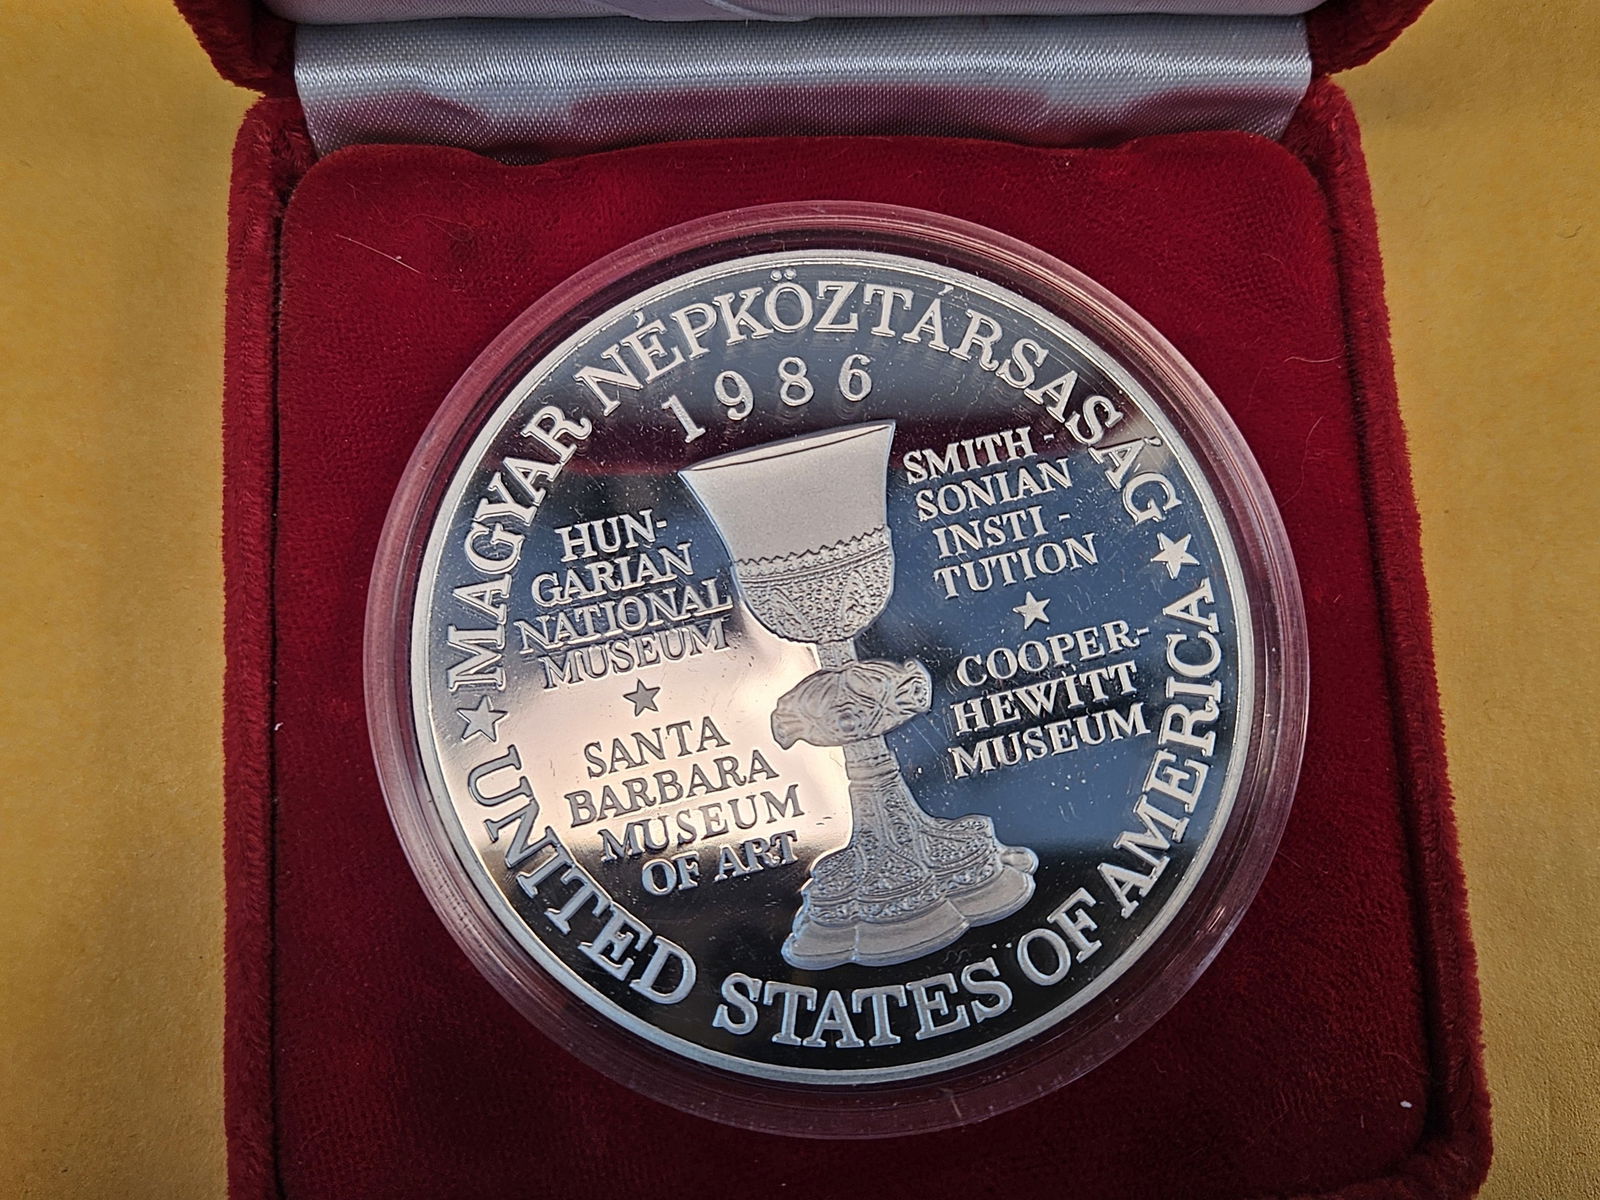 MAGYAR NÉPKÖZTÁRSASÁG
1986
HUN-
GARIAN
NATIONAL
MUSEUM
SANTA
BARBARA
MUSEUM
OF ART
SMITH-
SONIAN
INSTI-
TUTION
COOPER-
HEWITT
MUSEUM
UNITED STATES OF AMERICA